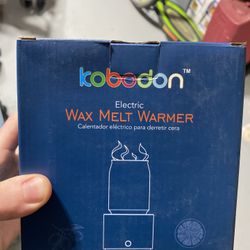 kobodon™
Electric
WAX MELT WARMER
Calentador eléctrico para derretir cera